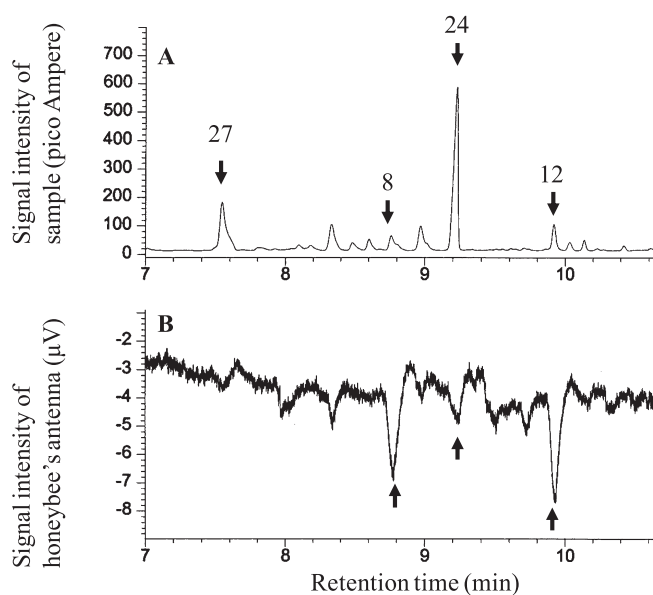 Signal intensity of
sample (pico Ampere)
700
600
500
400
300
200
100
0
A
27
8
24
12
7 8 9 10
Signal intensity of
honeybee's antenna (µV)
-2
-3
-4
-5
-6
-7
-8
B
7 8 9 10
Retention time (min)